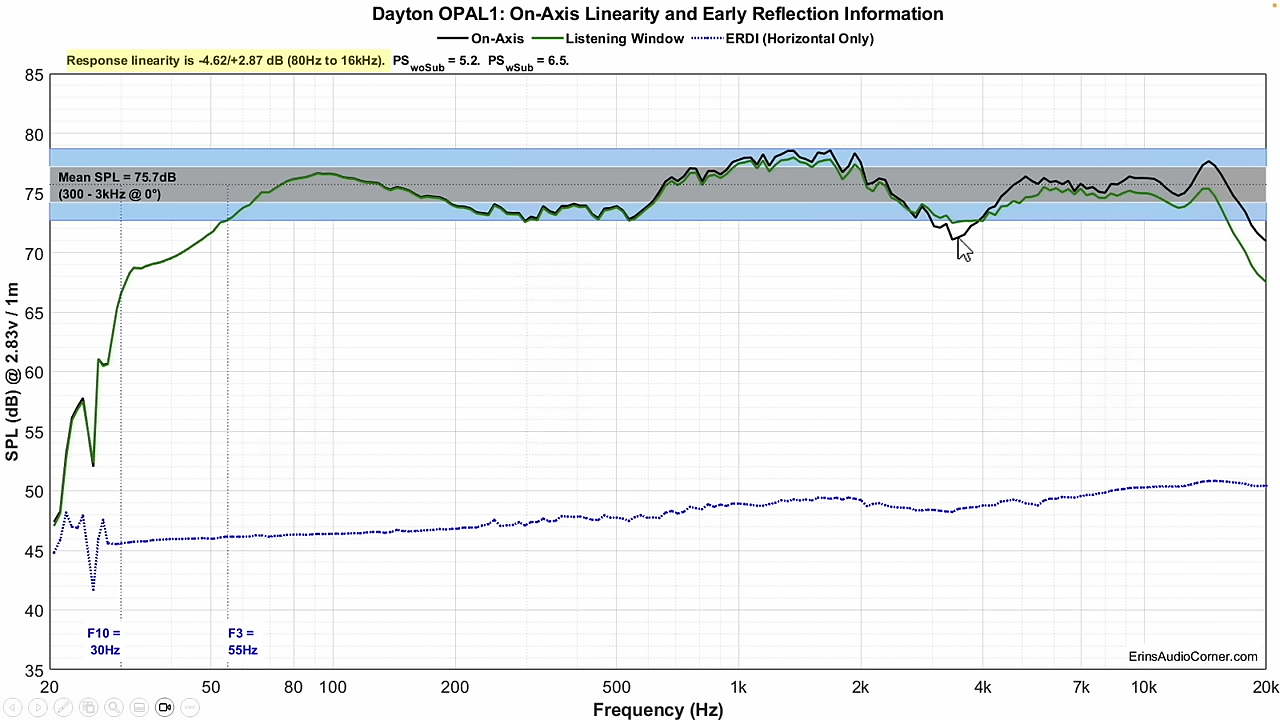 Dayton OPAL1: On-Axis Linearity and Early Reflection Information
On-Axis Listening Window ERDI (Horizontal Only)
Response linearity is -4.62/+2.87 dB (80Hz to 16kHz). PSwoSub = 5.2. PSwSub = 6.5.
85
80
Mean SPL = 75.7dB
(300 - 3kHz @ 0°)
75
70
65
60
55
50
45
40
35
SPL (dB) @ 2.83v / 1m
F10 =
30Hz
F3 =
55Hz
ErinsAudioCorner.com
20 50 80 100 200 500 1k 2k 4k 7k 10k 20k
Frequency (Hz)